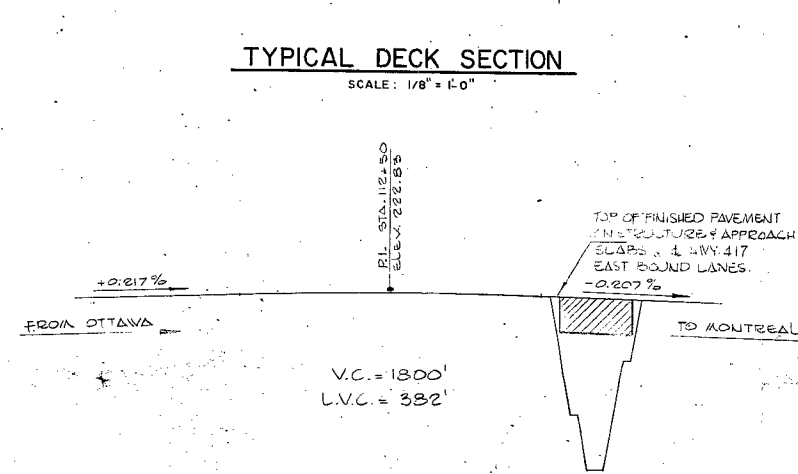 TYPICAL DECK SECTION
SCALE: 1/8" = 1'-0"
P.I. STA. 112+50
ELEV. 222.88
TOP OF FINISHED PAVEMENT
STRUCTURE & APPROACH
SLABS HWY. 417
EAST BOUND LANES.
+0.217%
-0.207%
FROM OTTAWA
TO MONTREAL
V.C. = 1800'
L.V.C. = 382'